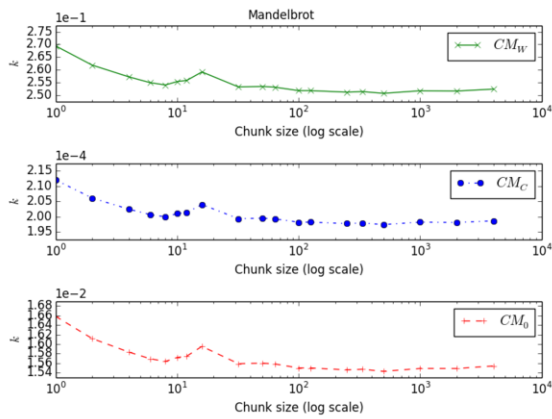 Mandelbrot
1e−1
2.75
2.70
2.65
2.60
2.55
2.50
k
CM_W
10^0 10^1 10^2 10^3 10^4
Chunk size (log scale)
1e−4
2.15
2.10
2.05
2.00
1.95
k
CM_C
10^0 10^1 10^2 10^3 10^4
Chunk size (log scale)
1e−2
1.68
1.66
1.64
1.62
1.60
1.58
1.56
1.54
k
CM_0
10^0 10^1 10^2 10^3 10^4
Chunk size (log scale)